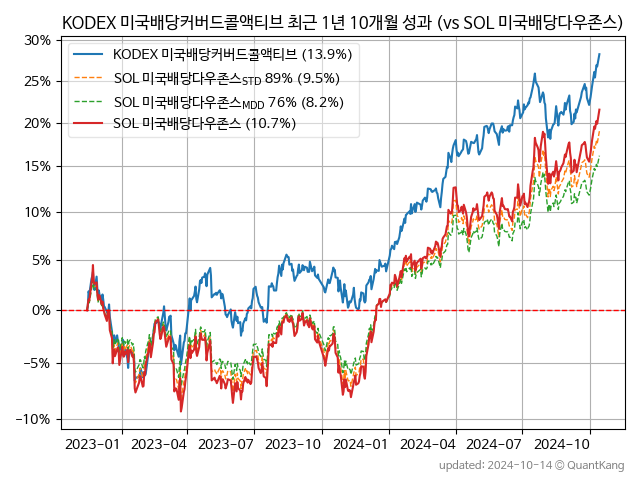 KODEX 미국배당커버드콜액티브 최근 1년 10개월 성과 (vs SOL 미국배당다우존스)
30%
25%
20%
15%
10%
5%
0%
−5%
−10%
KODEX 미국배당커버드콜액티브 (13.9%)
SOL 미국배당다우존스STD 89% (9.5%)
SOL 미국배당다우존스MDD 76% (8.2%)
SOL 미국배당다우존스 (10.7%)
2023-01 2023-04 2023-07 2023-10 2024-01 2024-04 2024-07 2024-10
updated: 2024-10-14 © QuantKang